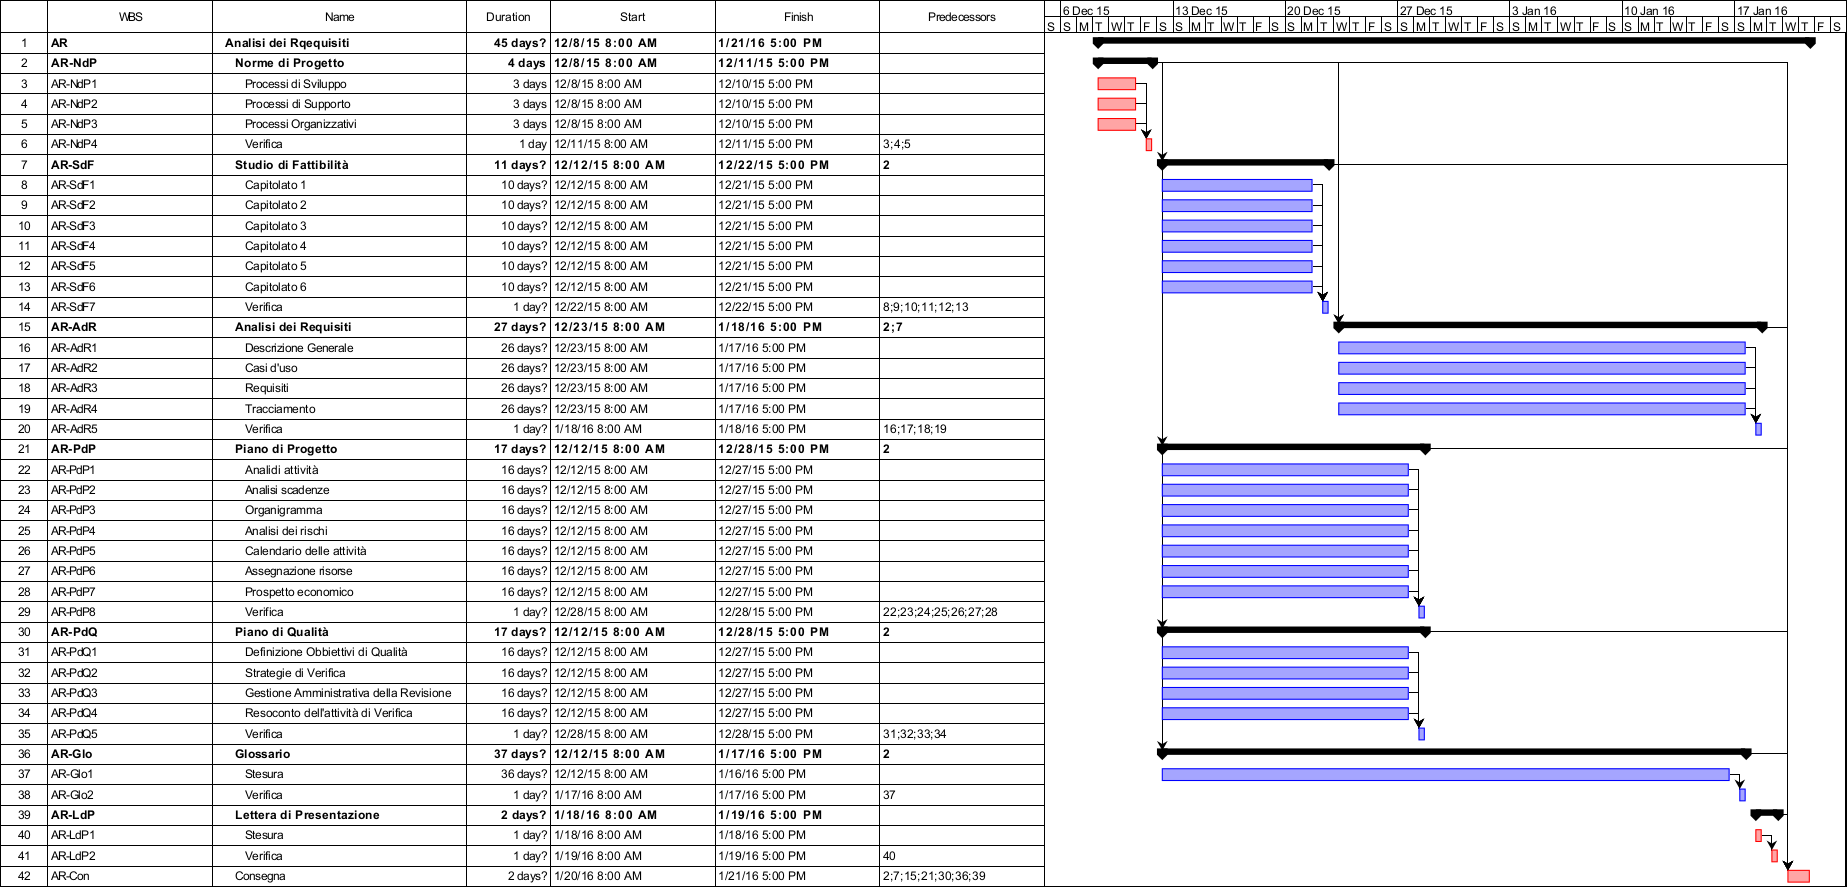 WBS Name Duration Start Finish Predecessors
6 Dec 15 13 Dec 15 20 Dec 15 27 Dec 15 3 Jan 16 10 Jan 16 17 Jan 16
S S M T W T F S S M T W T F S S M T W T F S S M T W T F S S M T W T F S S M T W T F S S M T W T F S
1 AR Analisi dei Rqequisiti 45 days? 12/8/15 8:00 AM 1/21/16 5:00 PM
2 AR-NdP Norme di Progetto 4 days 12/8/15 8:00 AM 12/11/15 5:00 PM
3 AR-NdP1 Processi di Sviluppo 3 days 12/8/15 8:00 AM 12/10/15 5:00 PM
4 AR-NdP2 Processi di Supporto 3 days 12/8/15 8:00 AM 12/10/15 5:00 PM
5 AR-NdP3 Processi Organizzativi 3 days 12/8/15 8:00 AM 12/10/15 5:00 PM
6 AR-NdP4 Verifica 1 day 12/11/15 8:00 AM 12/11/15 5:00 PM 3;4;5
7 AR-SdF Studio di Fattibilità 11 days? 12/12/15 8:00 AM 12/22/15 5:00 PM 2
8 AR-SdF1 Capitolato 1 10 days? 12/12/15 8:00 AM 12/21/15 5:00 PM
9 AR-SdF2 Capitolato 2 10 days? 12/12/15 8:00 AM 12/21/15 5:00 PM
10 AR-SdF3 Capitolato 3 10 days? 12/12/15 8:00 AM 12/21/15 5:00 PM
11 AR-SdF4 Capitolato 4 10 days? 12/12/15 8:00 AM 12/21/15 5:00 PM
12 AR-SdF5 Capitolato 5 10 days? 12/12/15 8:00 AM 12/21/15 5:00 PM
13 AR-SdF6 Capitolato 6 10 days? 12/12/15 8:00 AM 12/21/15 5:00 PM
14 AR-SdF7 Verifica 1 day? 12/22/15 8:00 AM 12/22/15 5:00 PM 8;9;10;11;12;13
15 AR-AdR Analisi dei Requisiti 27 days? 12/23/15 8:00 AM 1/18/16 5:00 PM 2;7
16 AR-AdR1 Descrizione Generale 26 days? 12/23/15 8:00 AM 1/17/16 5:00 PM
17 AR-AdR2 Casi d'uso 26 days? 12/23/15 8:00 AM 1/17/16 5:00 PM
18 AR-AdR3 Requisiti 26 days? 12/23/15 8:00 AM 1/17/16 5:00 PM
19 AR-AdR4 Tracciamento 26 days? 12/23/15 8:00 AM 1/17/16 5:00 PM
20 AR-AdR5 Verifica 1 day? 1/18/16 8:00 AM 1/18/16 5:00 PM 16;17;18;19
21 AR-PdP Piano di Progetto 17 days? 12/12/15 8:00 AM 12/28/15 5:00 PM 2
22 AR-PdP1 Analidi attività 16 days? 12/12/15 8:00 AM 12/27/15 5:00 PM
23 AR-PdP2 Analisi scadenze 16 days? 12/12/15 8:00 AM 12/27/15 5:00 PM
24 AR-PdP3 Organigramma 16 days? 12/12/15 8:00 AM 12/27/15 5:00 PM
25 AR-PdP4 Analisi dei rischi 16 days? 12/12/15 8:00 AM 12/27/15 5:00 PM
26 AR-PdP5 Calendario delle attività 16 days? 12/12/15 8:00 AM 12/27/15 5:00 PM
27 AR-PdP6 Assegnazione risorse 16 days? 12/12/15 8:00 AM 12/27/15 5:00 PM
28 AR-PdP7 Prospetto economico 16 days? 12/12/15 8:00 AM 12/27/15 5:00 PM
29 AR-PdP8 Verifica 1 day? 12/28/15 8:00 AM 12/28/15 5:00 PM 22;23;24;25;26;27;28
30 AR-PdQ Piano di Qualità 17 days? 12/12/15 8:00 AM 12/28/15 5:00 PM 2
31 AR-PdQ1 Definizione Obbiettivi di Qualità 16 days? 12/12/15 8:00 AM 12/27/15 5:00 PM
32 AR-PdQ2 Strategie di Verifica 16 days? 12/12/15 8:00 AM 12/27/15 5:00 PM
33 AR-PdQ3 Gestione Amministrativa della Revisione 16 days? 12/12/15 8:00 AM 12/27/15 5:00 PM
34 AR-PdQ4 Resoconto dell'attività di Verifica 16 days? 12/12/15 8:00 AM 12/27/15 5:00 PM
35 AR-PdQ5 Verifica 1 day? 12/28/15 8:00 AM 12/28/15 5:00 PM 31;32;33;34
36 AR-Glo Glossario 37 days? 12/12/15 8:00 AM 1/17/16 5:00 PM 2
37 AR-Glo1 Stesura 36 days? 12/12/15 8:00 AM 1/16/16 5:00 PM
38 AR-Glo2 Verifica 1 day? 1/17/16 8:00 AM 1/17/16 5:00 PM 37
39 AR-LdP Lettera di Presentazione 2 days? 1/18/16 8:00 AM 1/19/16 5:00 PM
40 AR-LdP1 Stesura 1 day? 1/18/16 8:00 AM 1/18/16 5:00 PM
41 AR-LdP2 Verifica 1 day? 1/19/16 8:00 AM 1/19/16 5:00 PM 40
42 AR-Con Consegna 2 days? 1/20/16 8:00 AM 1/21/16 5:00 PM 2;7;15;21;30;36;39